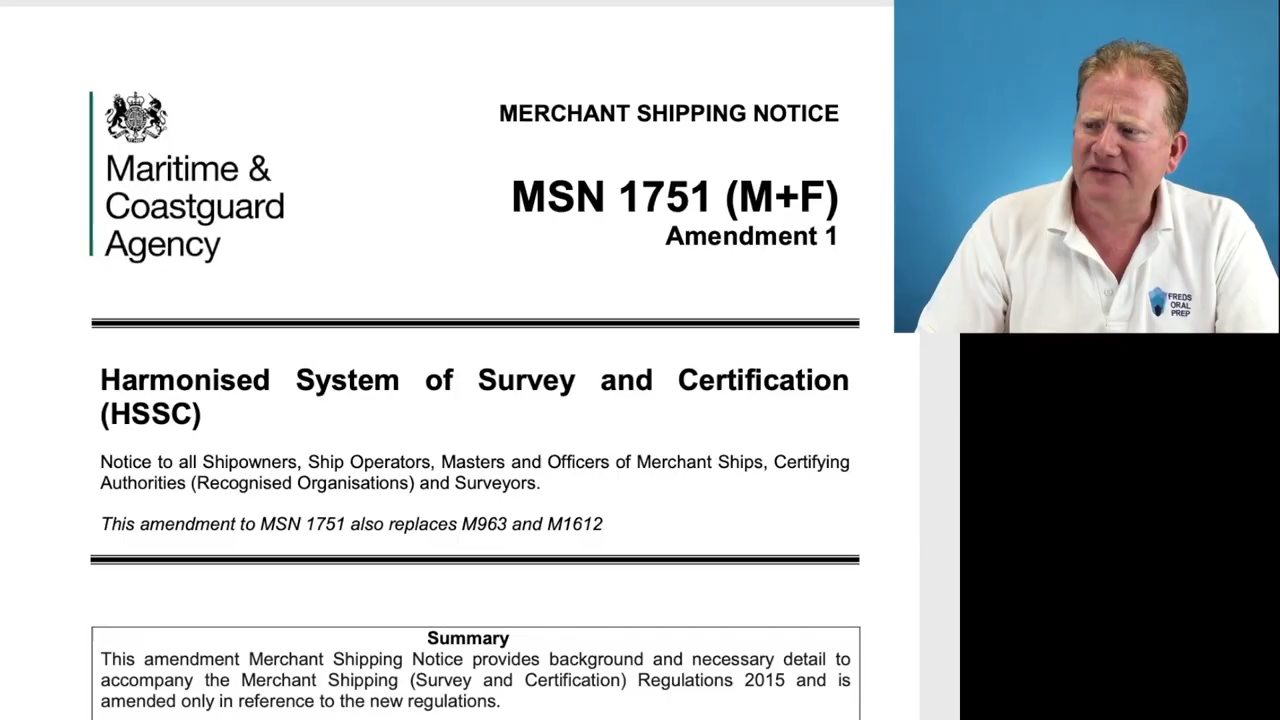 Maritime &
Coastguard
Agency
MERCHANT SHIPPING NOTICE
MSN 1751 (M+F)
Amendment 1
Harmonised System of Survey and Certification
(HSSC)
Notice to all Shipowners, Ship Operators, Masters and Officers of Merchant Ships, Certifying
Authorities (Recognised Organisations) and Surveyors.
This amendment to MSN 1751 also replaces M963 and M1612
Summary
This amendment Merchant Shipping Notice provides background and necessary detail to
accompany the Merchant Shipping (Survey and Certification) Regulations 2015 and is
amended only in reference to the new regulations.
FREDS
ORAL
PREP